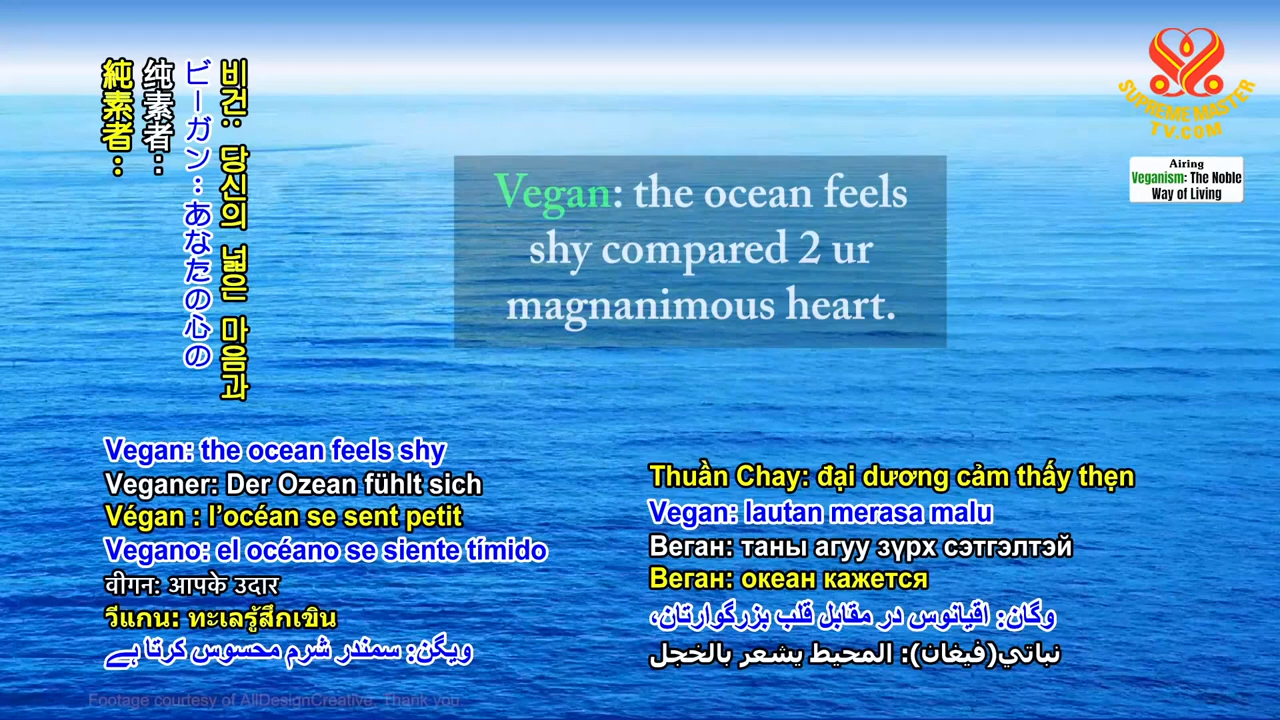 純素者：
纯素者：
ビーガン：あなたの心の
비건: 당신의 넓은 마음과
SUPREME MASTER
TV.COM
Airing
Veganism: The Noble
Way of Living
Vegan: the ocean feels
shy compared 2 ur
magnanimous heart.
Vegan: the ocean feels shy
Veganer: Der Ozean fühlt sich
Végan : l’océan se sent petit
Vegano: el océano se siente tímido
वीगन: आपके उदार
วีแกน: ทะเลรู้สึกเขิน
ویگن: سمندر شرم محسوس کرتا ہے
Thuần Chay: đại dương cảm thấy thẹn
Vegan: lautan merasa malu
Веган: таны агуу зүрх сэтгэлтэй
Веган: океан кажется
وگان: اقیانوس در مقابل قلب بزرگوارتان،
نباتي(فيغان): المحيط يشعر بالخجل
Footage courtesy of AllDesignCreative. Thank you.